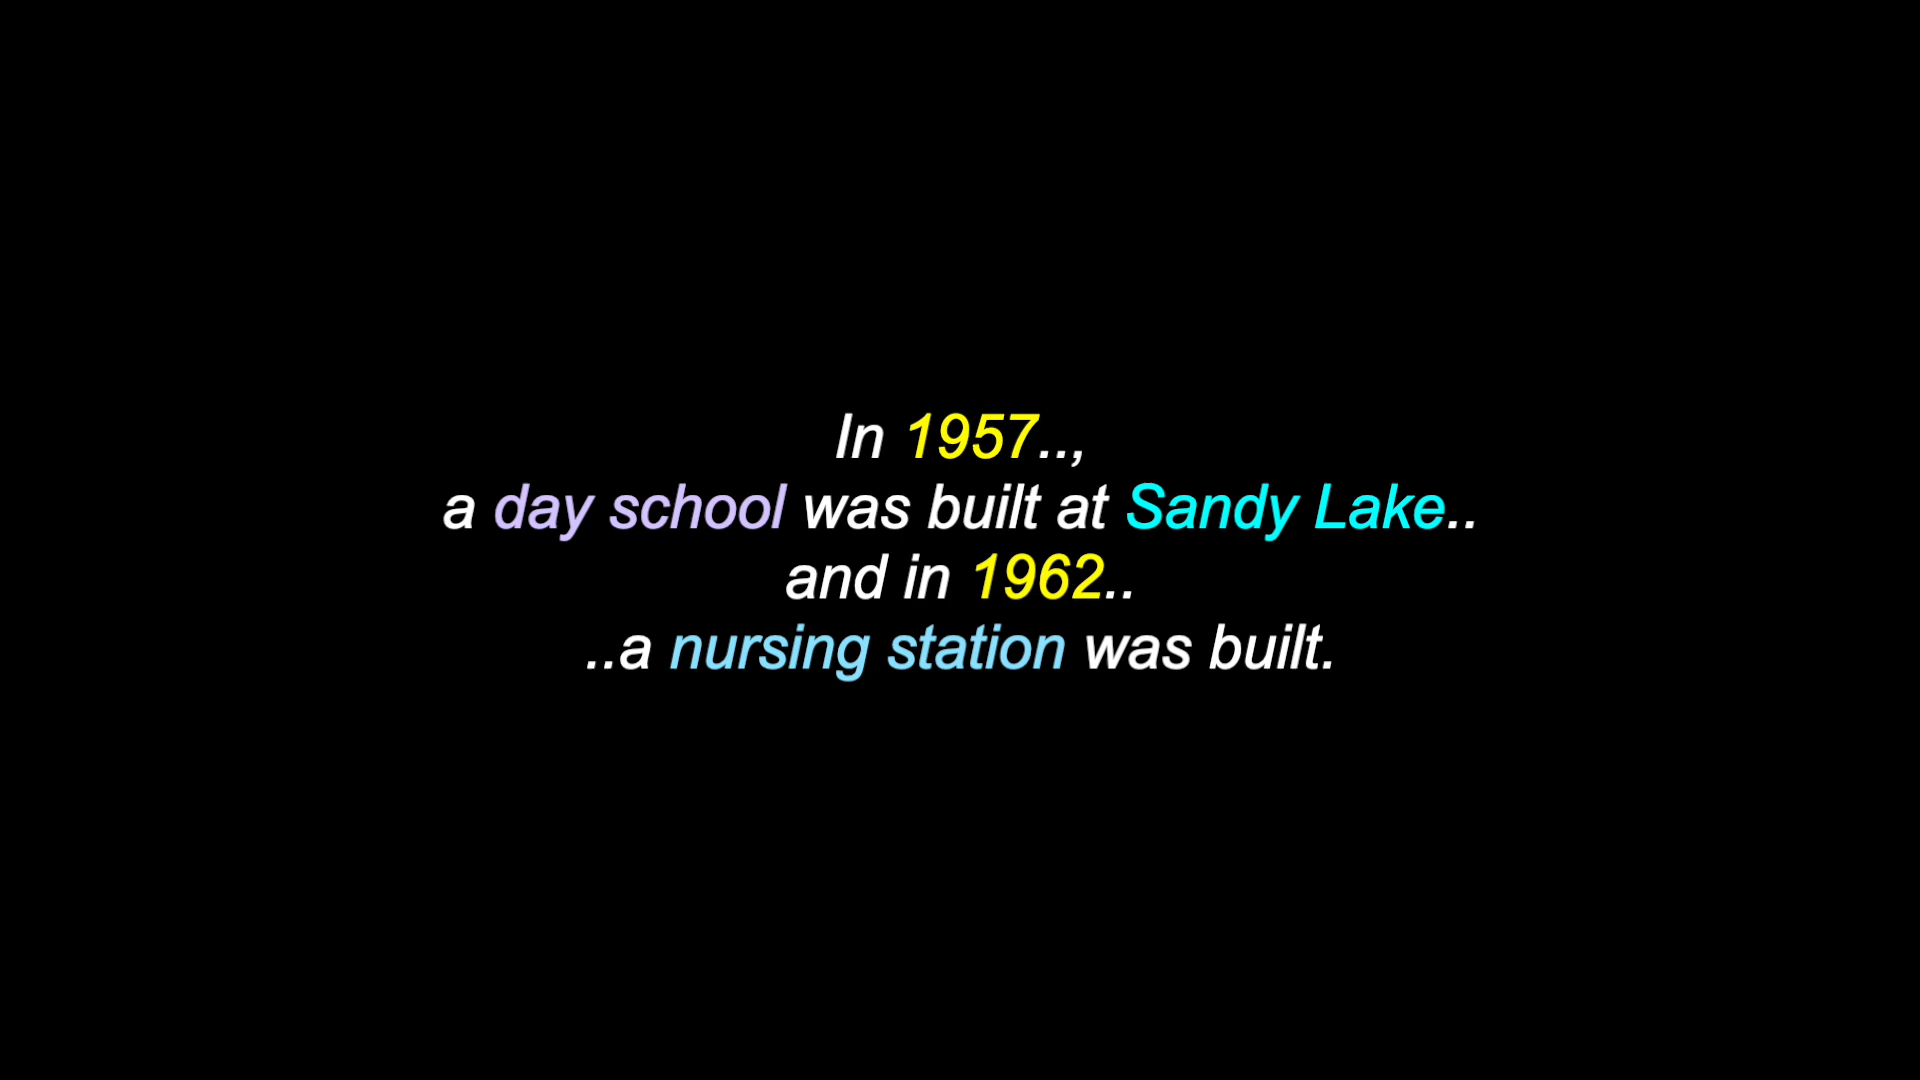 In 1957..,
a day school was built at Sandy Lake..
and in 1962..
..a nursing station was built.